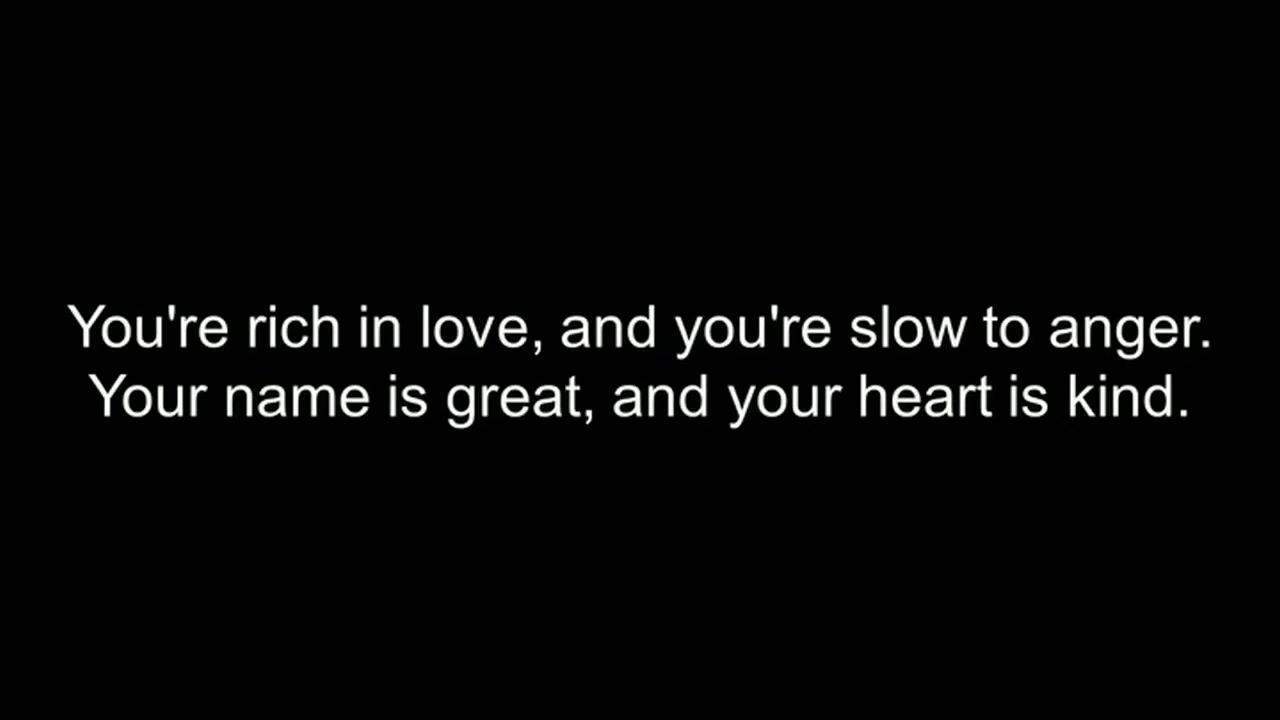 You're rich in love, and you're slow to anger.
Your name is great, and your heart is kind.